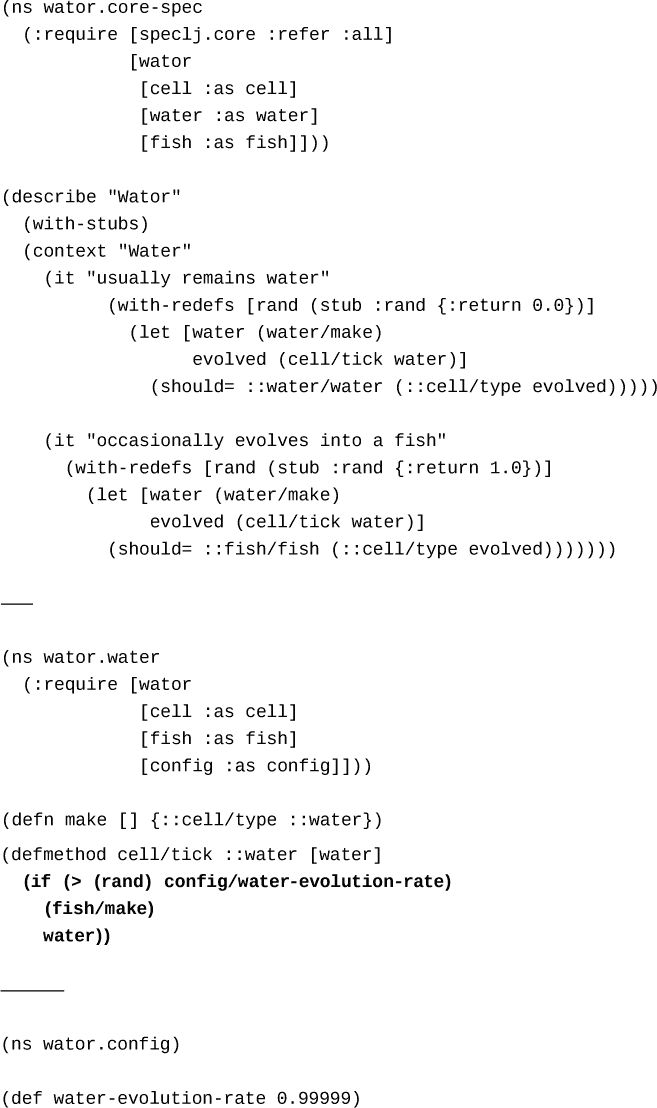 (ns wator.core-spec
  (:require [speclj.core :refer :all]
            [wator
             [cell :as cell]
             [water :as water]
             [fish :as fish]]))

(describe "Wator"
  (with-stubs)
  (context "Water"
    (it "usually remains water"
          (with-redefs [rand (stub :rand {:return 0.0})]
            (let [water (water/make)
                  evolved (cell/tick water)]
              (should= ::water/water (::cell/type evolved)))))

    (it "occasionally evolves into a fish"
      (with-redefs [rand (stub :rand {:return 1.0})]
        (let [water (water/make)
              evolved (cell/tick water)]
          (should= ::fish/fish (::cell/type evolved)))))))

(ns wator.water
  (:require [wator
             [cell :as cell]
             [fish :as fish]
             [config :as config]]))

(defn make [] {::cell/type ::water})
(defmethod cell/tick ::water [water]
  (if (> (rand) config/water-evolution-rate)
    (fish/make)
    water))

(ns wator.config)

(def water-evolution-rate 0.99999)